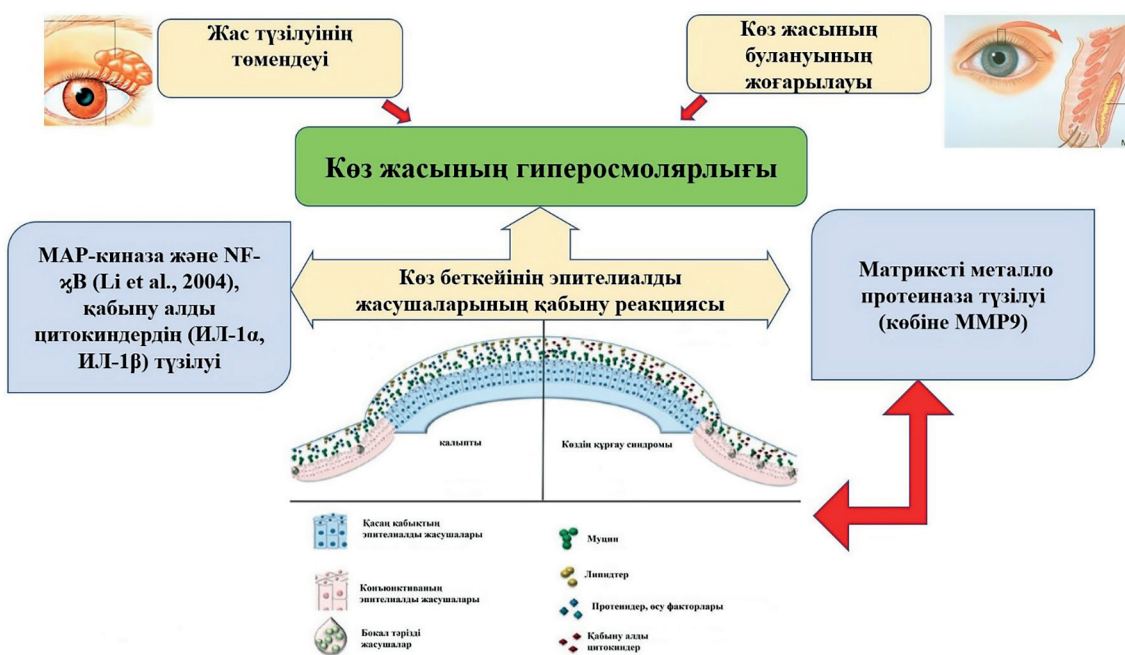 Жас түзілуінің
төмендеуі
Көз жасының
булануының
жоғарылауы
М
Көз жасының гиперосмолярлығы
МАР-киназа және NF-
ϗB (Li et al., 2004),
қабыну алды
цитокиндердің (ИЛ-1α,
ИЛ-1β) түзілуі
Көз беткейінің эпителиалды
жасушаларының қабыну реакциясы
Матриксті металло
протеиназа түзілуі
(көбіне ММР9)
қалыпты
Көздің құрғау синдромы
Қасаң қабықтың
эпителиалды жасушалары
Конъюнктиваның
эпителиалды жасушалары
Бокал тәрізді
жасушалар
Муцин
Липидтер
Протеиндер, өсу факторлары
Қабыну алды
цитокиндер